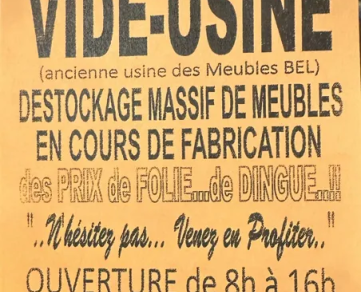 VIDE-USINE
(ancienne usine des Meubles BEL)
DESTOCKAGE MASSIF DE MEUBLES
EN COURS DE FABRICATION
des PRIX de FOLIE...de DINGUE...!!
"..N'hésitez pas... Venez en Profiter.."
OUVERTURE de 8h à 16h